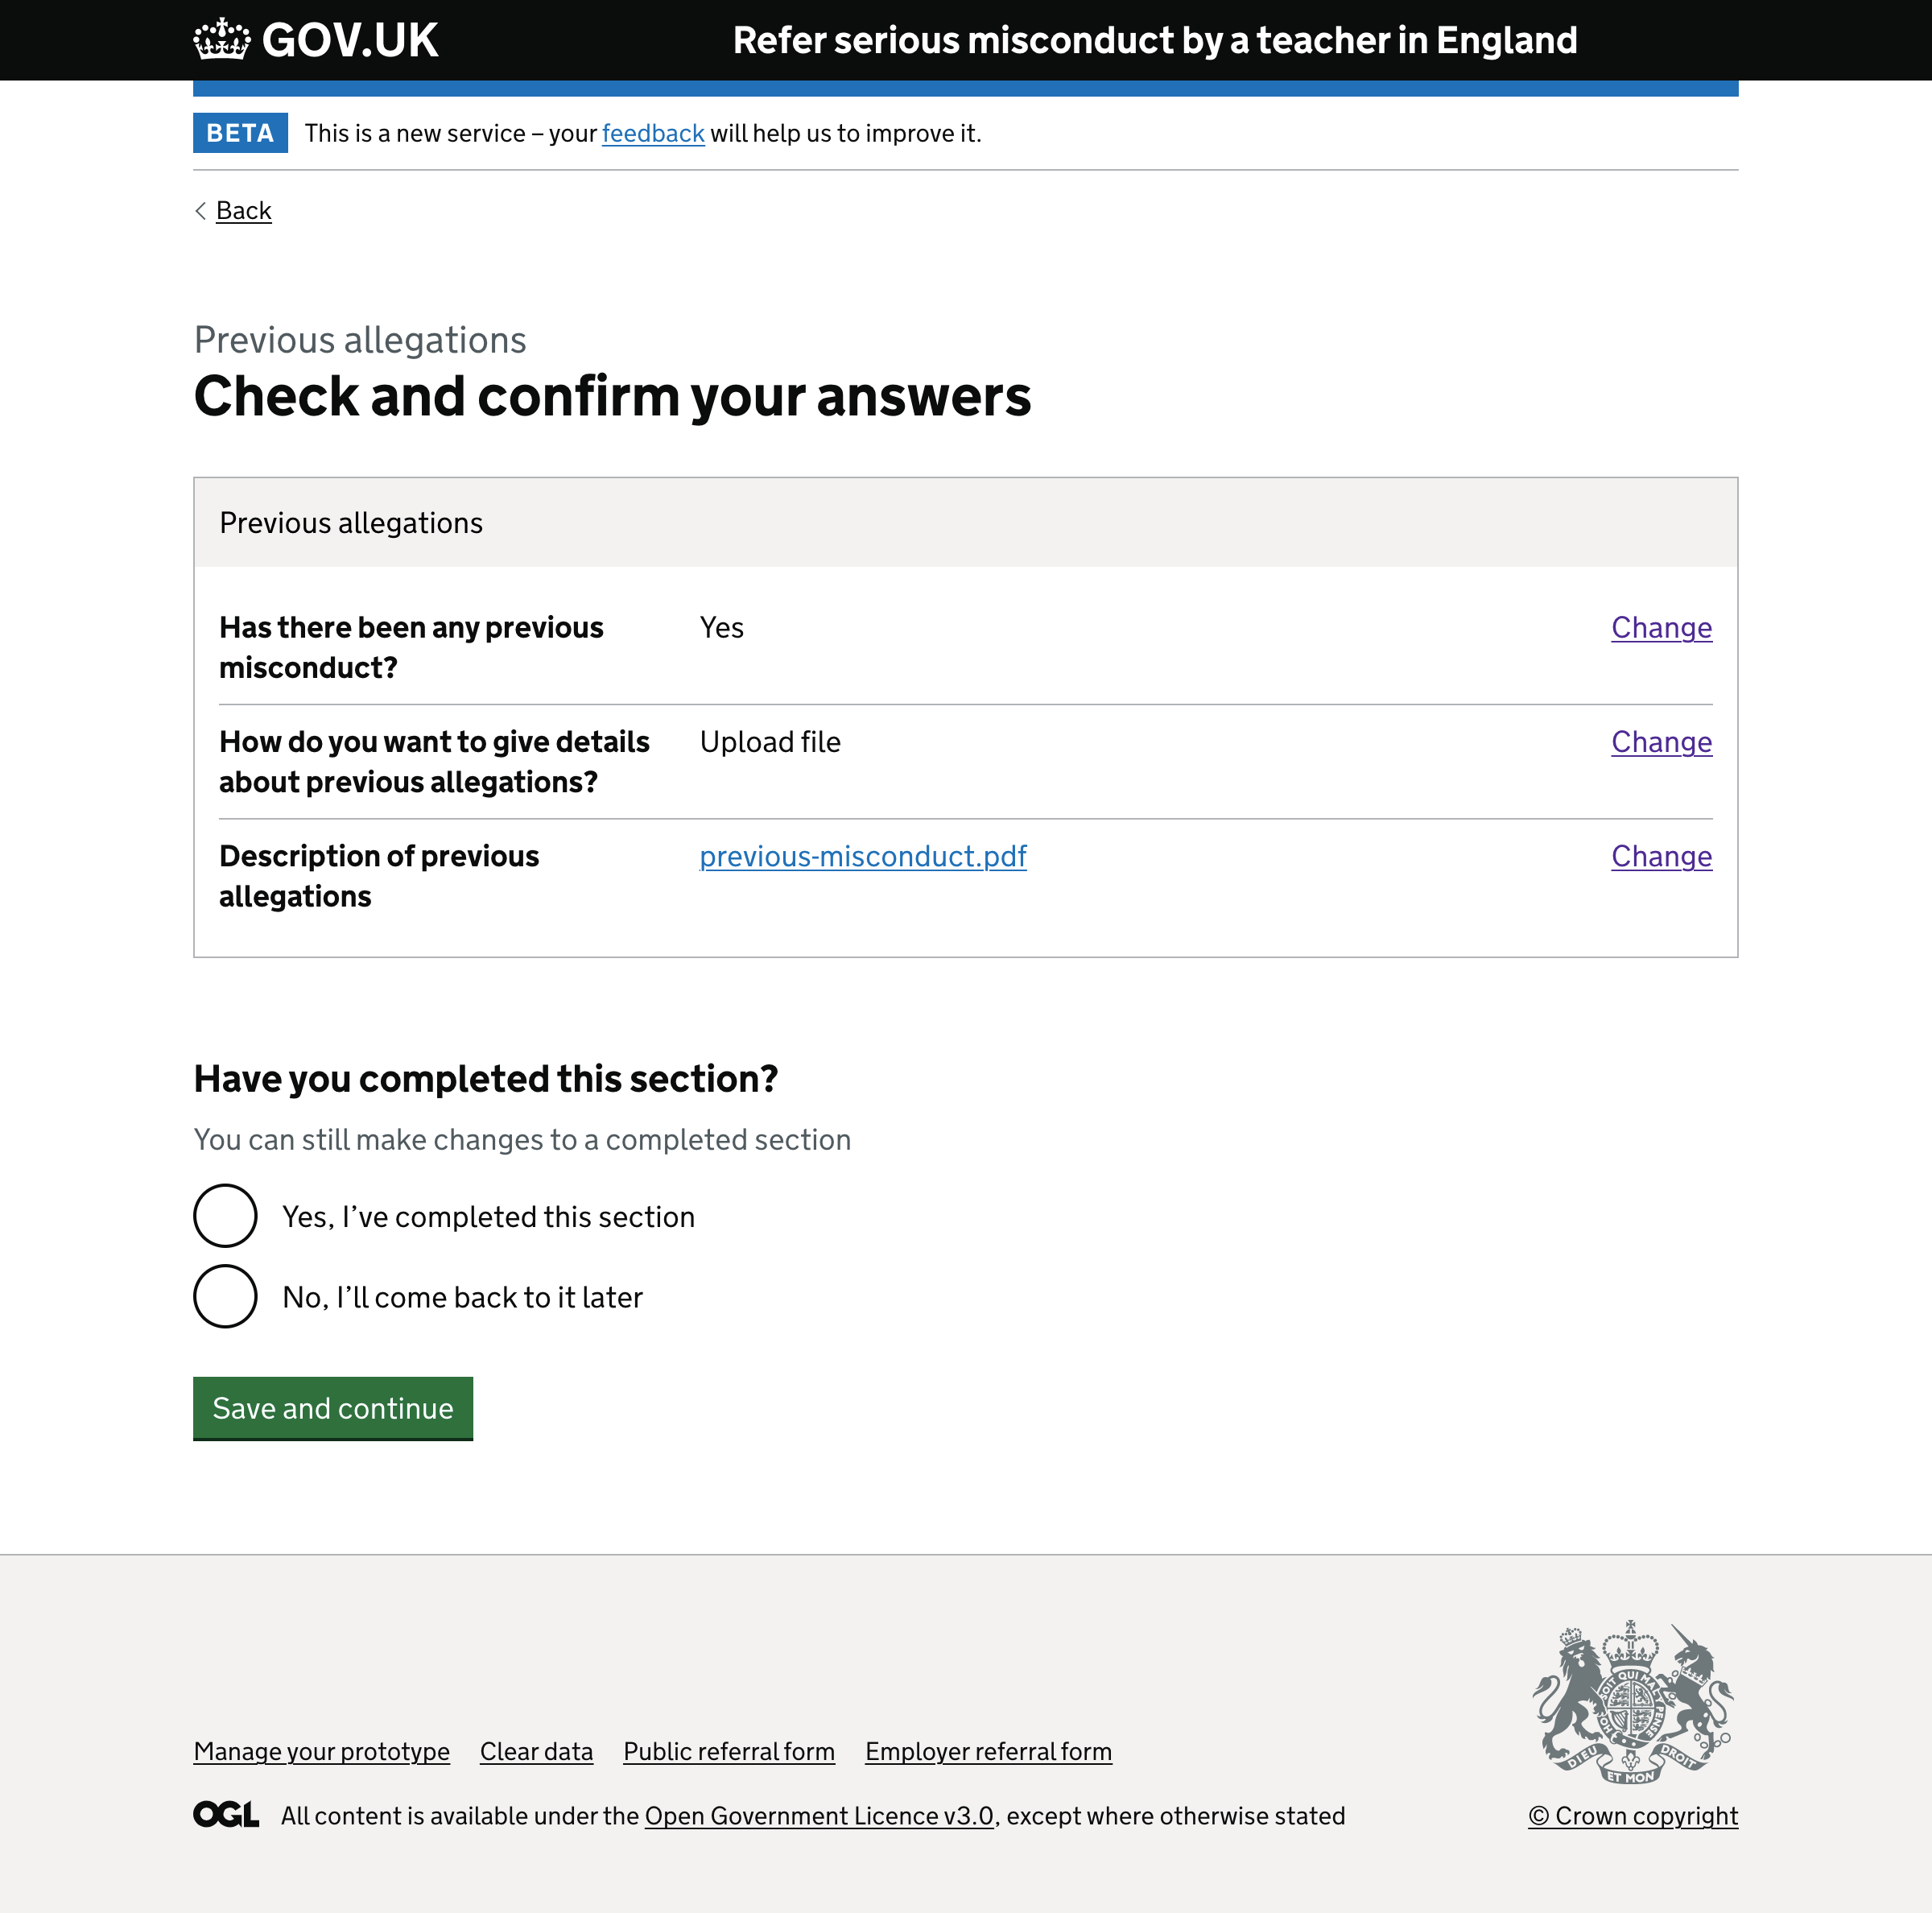 GOV.UK
Refer serious misconduct by a teacher in England
BETA
This is a new service – your feedback will help us to improve it.
Back
Previous allegations
Check and confirm your answers
Previous allegations
Has there been any previous
misconduct?
Yes
Change
How do you want to give details
about previous allegations?
Upload file
Change
Description of previous
allegations
previous-misconduct.pdf
Change
Have you completed this section?
You can still make changes to a completed section
Yes, I’ve completed this section
No, I’ll come back to it later
Save and continue
DIEU ET MON DROIT
Manage your prototype
Clear data
Public referral form
Employer referral form
OGL
All content is available under the Open Government Licence v3.0, except where otherwise stated
© Crown copyright